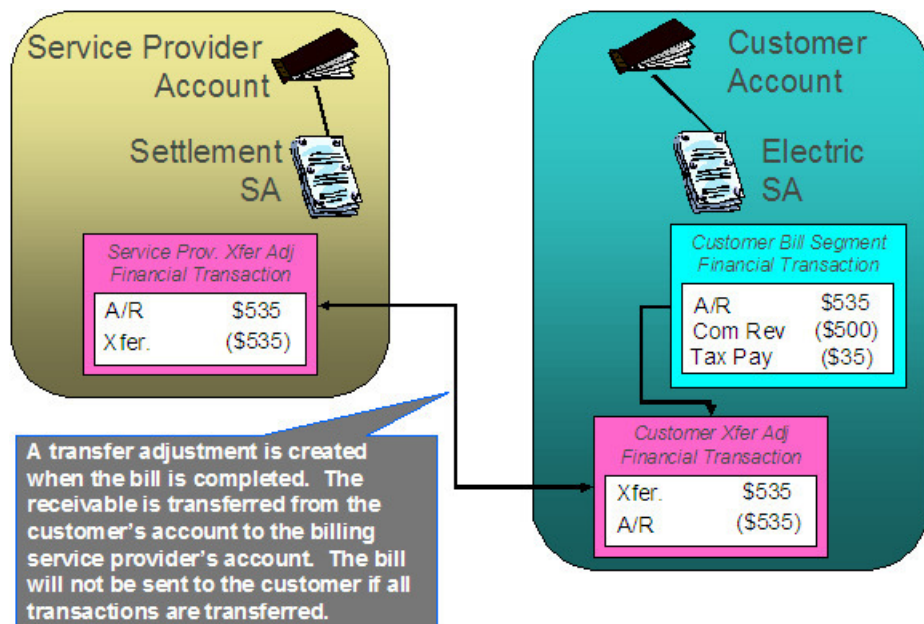 Service Provider
Account
Settlement
SA
Service Prov. Xfer Adj
Financial Transaction
A/R $535
Xfer. ($535)
Customer
Account
Electric
SA
Customer Bill Segment
Financial Transaction
A/R $535
Com Rev ($500)
Tax Pay ($35)
Customer Xfer Adj
Financial Transaction
Xfer. $535
A/R ($535)
A transfer adjustment is created
when the bill is completed. The
receivable is transferred from the
customer's account to the billing
service provider's account. The bill
will not be sent to the customer if all
transactions are transferred.